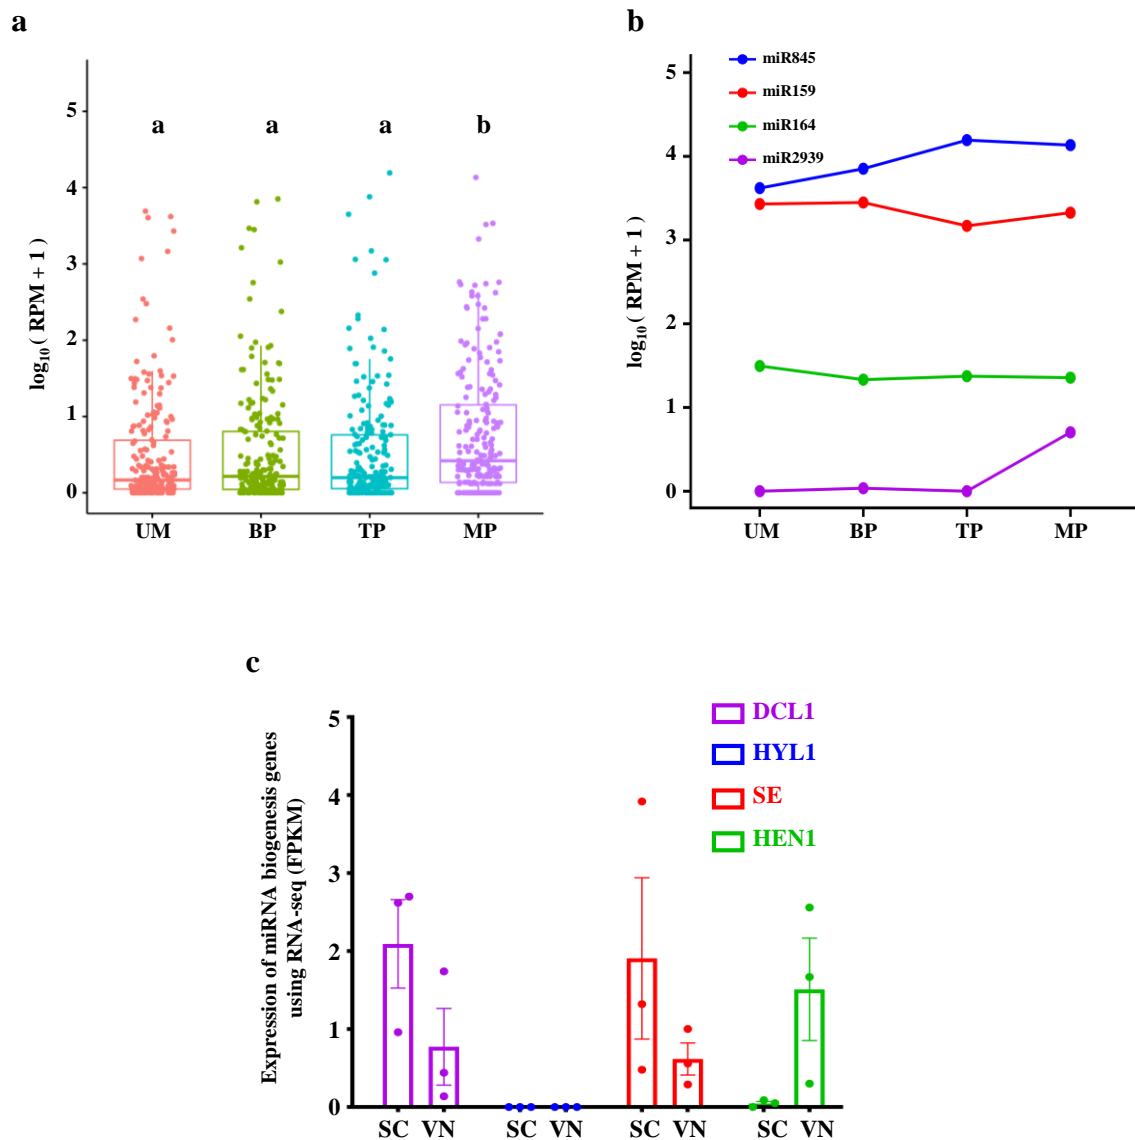 a
b
5
4
3
2
1
0
log10 ( RPM + 1 )
a a a b
UM BP TP MP
5
4
3
2
1
0
log10 ( RPM + 1 )
miR845
miR159
miR164
miR2939
UM BP TP MP
c
5
4
3
2
1
0
Expression of miRNA biogenesis genes
using RNA-seq (FPKM)
DCL1
HYL1
SE
HEN1
SC VN SC VN SC VN SC VN